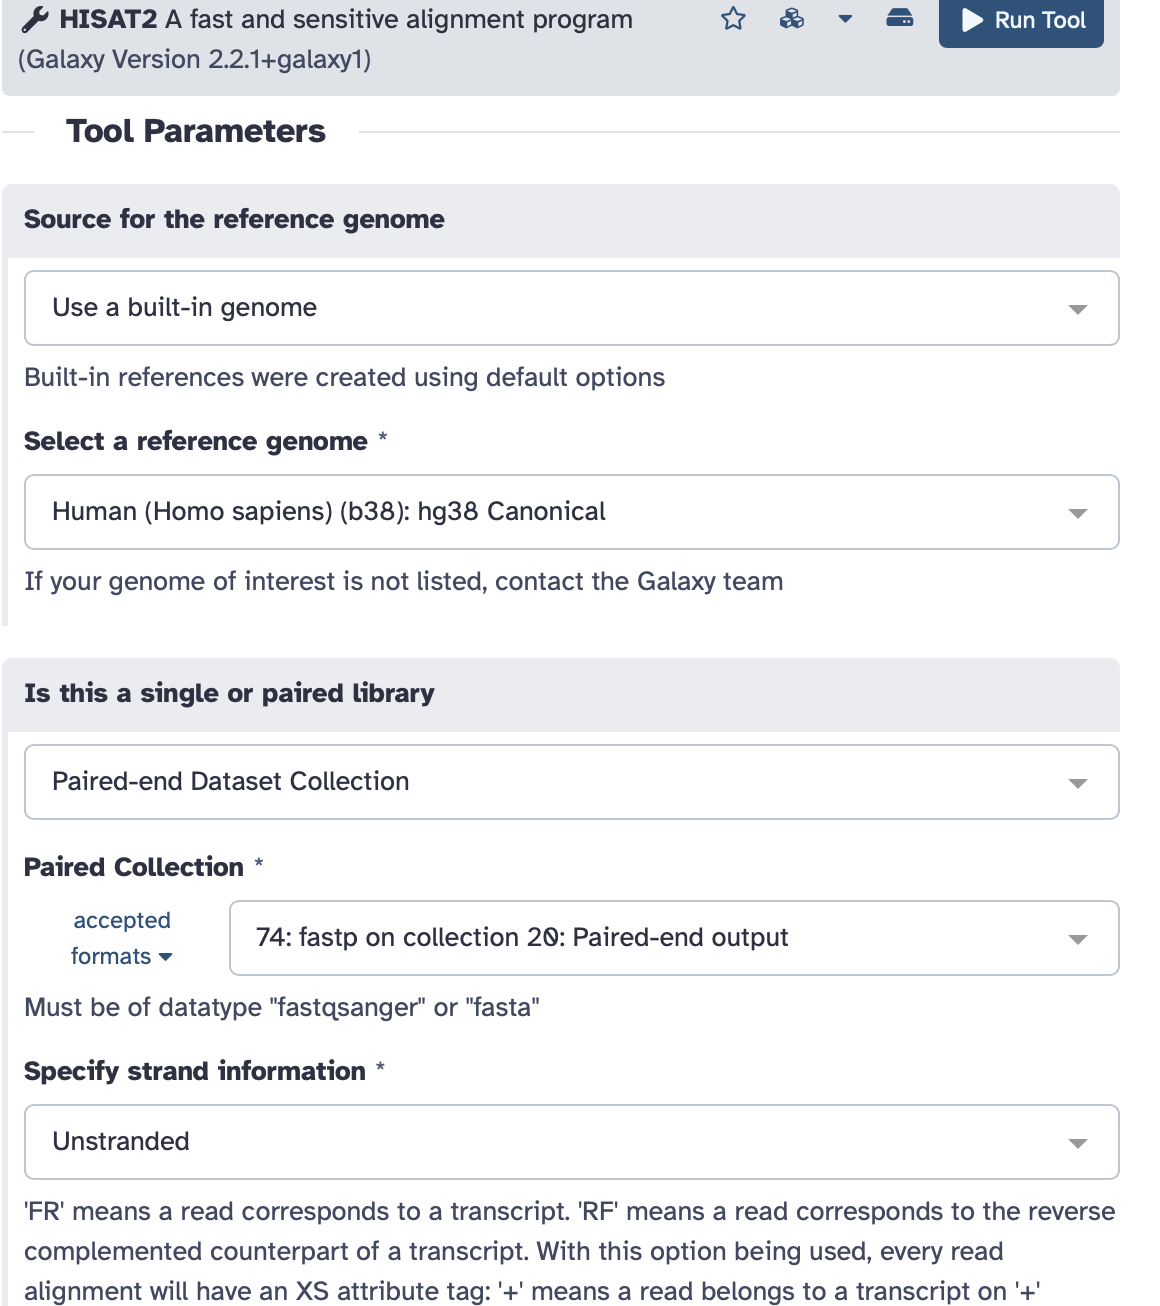 HISAT2 A fast and sensitive alignment program
Run Tool
(Galaxy Version 2.2.1+galaxy1)
Tool Parameters
Source for the reference genome
Use a built-in genome
Built-in references were created using default options
Select a reference genome *
Human (Homo sapiens) (b38): hg38 Canonical
If your genome of interest is not listed, contact the Galaxy team
Is this a single or paired library
Paired-end Dataset Collection
Paired Collection *
accepted
formats
74: fastp on collection 20: Paired-end output
Must be of datatype "fastqsanger" or "fasta"
Specify strand information *
Unstranded
'FR' means a read corresponds to a transcript. 'RF' means a read corresponds to the reverse
complemented counterpart of a transcript. With this option being used, every read
alignment will have an XS attribute tag: '+' means a read belongs to a transcript on '+'